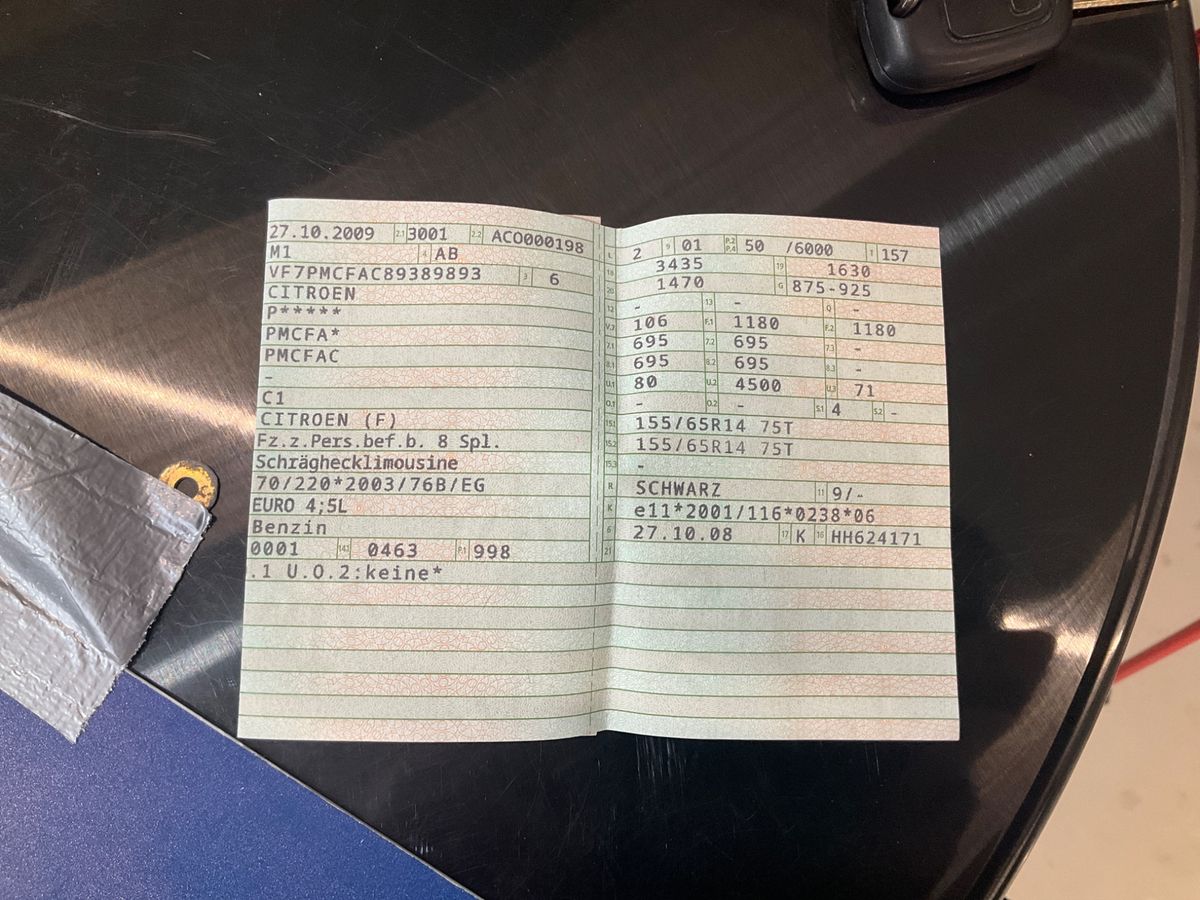 27.10.2009 2.1 3001 2.2 ACO000198
M1 4 AB
VF7PMCFAC89389893 3 6
CITROEN
P*****
PMCFA*
PMCFAC
-
C1
CITROEN (F)
Fz.z.Pers.bef.b. 8 Spl.
Schräghecklimousine
70/220*2003/76B/EG
EURO 4;5L
Benzin
0001 14.1 0463 P.1 998
.1 U.O.2:keine*
L 2 9 01 P.2 P.4 50 /6000 T 157
18 3435 19 1630
20 1470 G 875-925
12 - 13 - Q -
V.7 106 F.1 1180 F.2 1180
7.1 695 7.2 695 7.3 -
8.1 695 8.2 695 8.3 -
U.1 80 U.2 4500 U.3 71
O.1 - O.2 - S.1 4 S.2 -
15.1 155/65R14 75T
15.2 155/65R14 75T
15.3 -
R SCHWARZ 11 9/-
K e11*2001/116*0238*06
6 27.10.08 17 K 16 HH624171
21